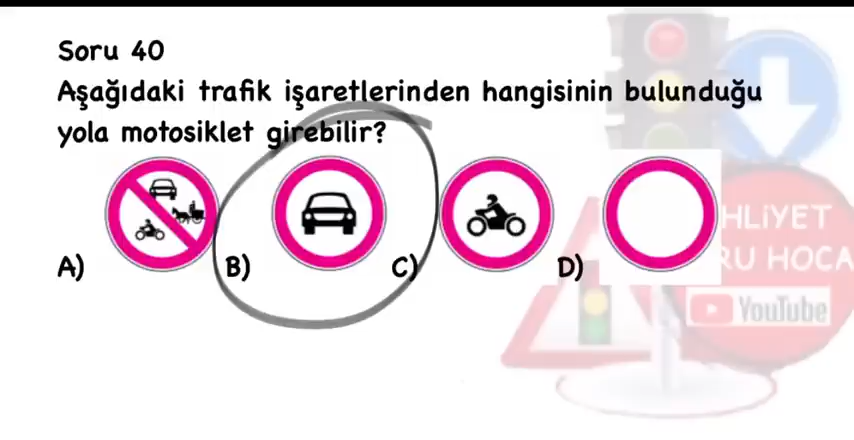 Soru 40
Aşağıdaki trafik işaretlerinden hangisinin bulunduğu
yola motosiklet girebilir?
A)
B)
C)
D)
HLİYET
RU HOCA
YouTube